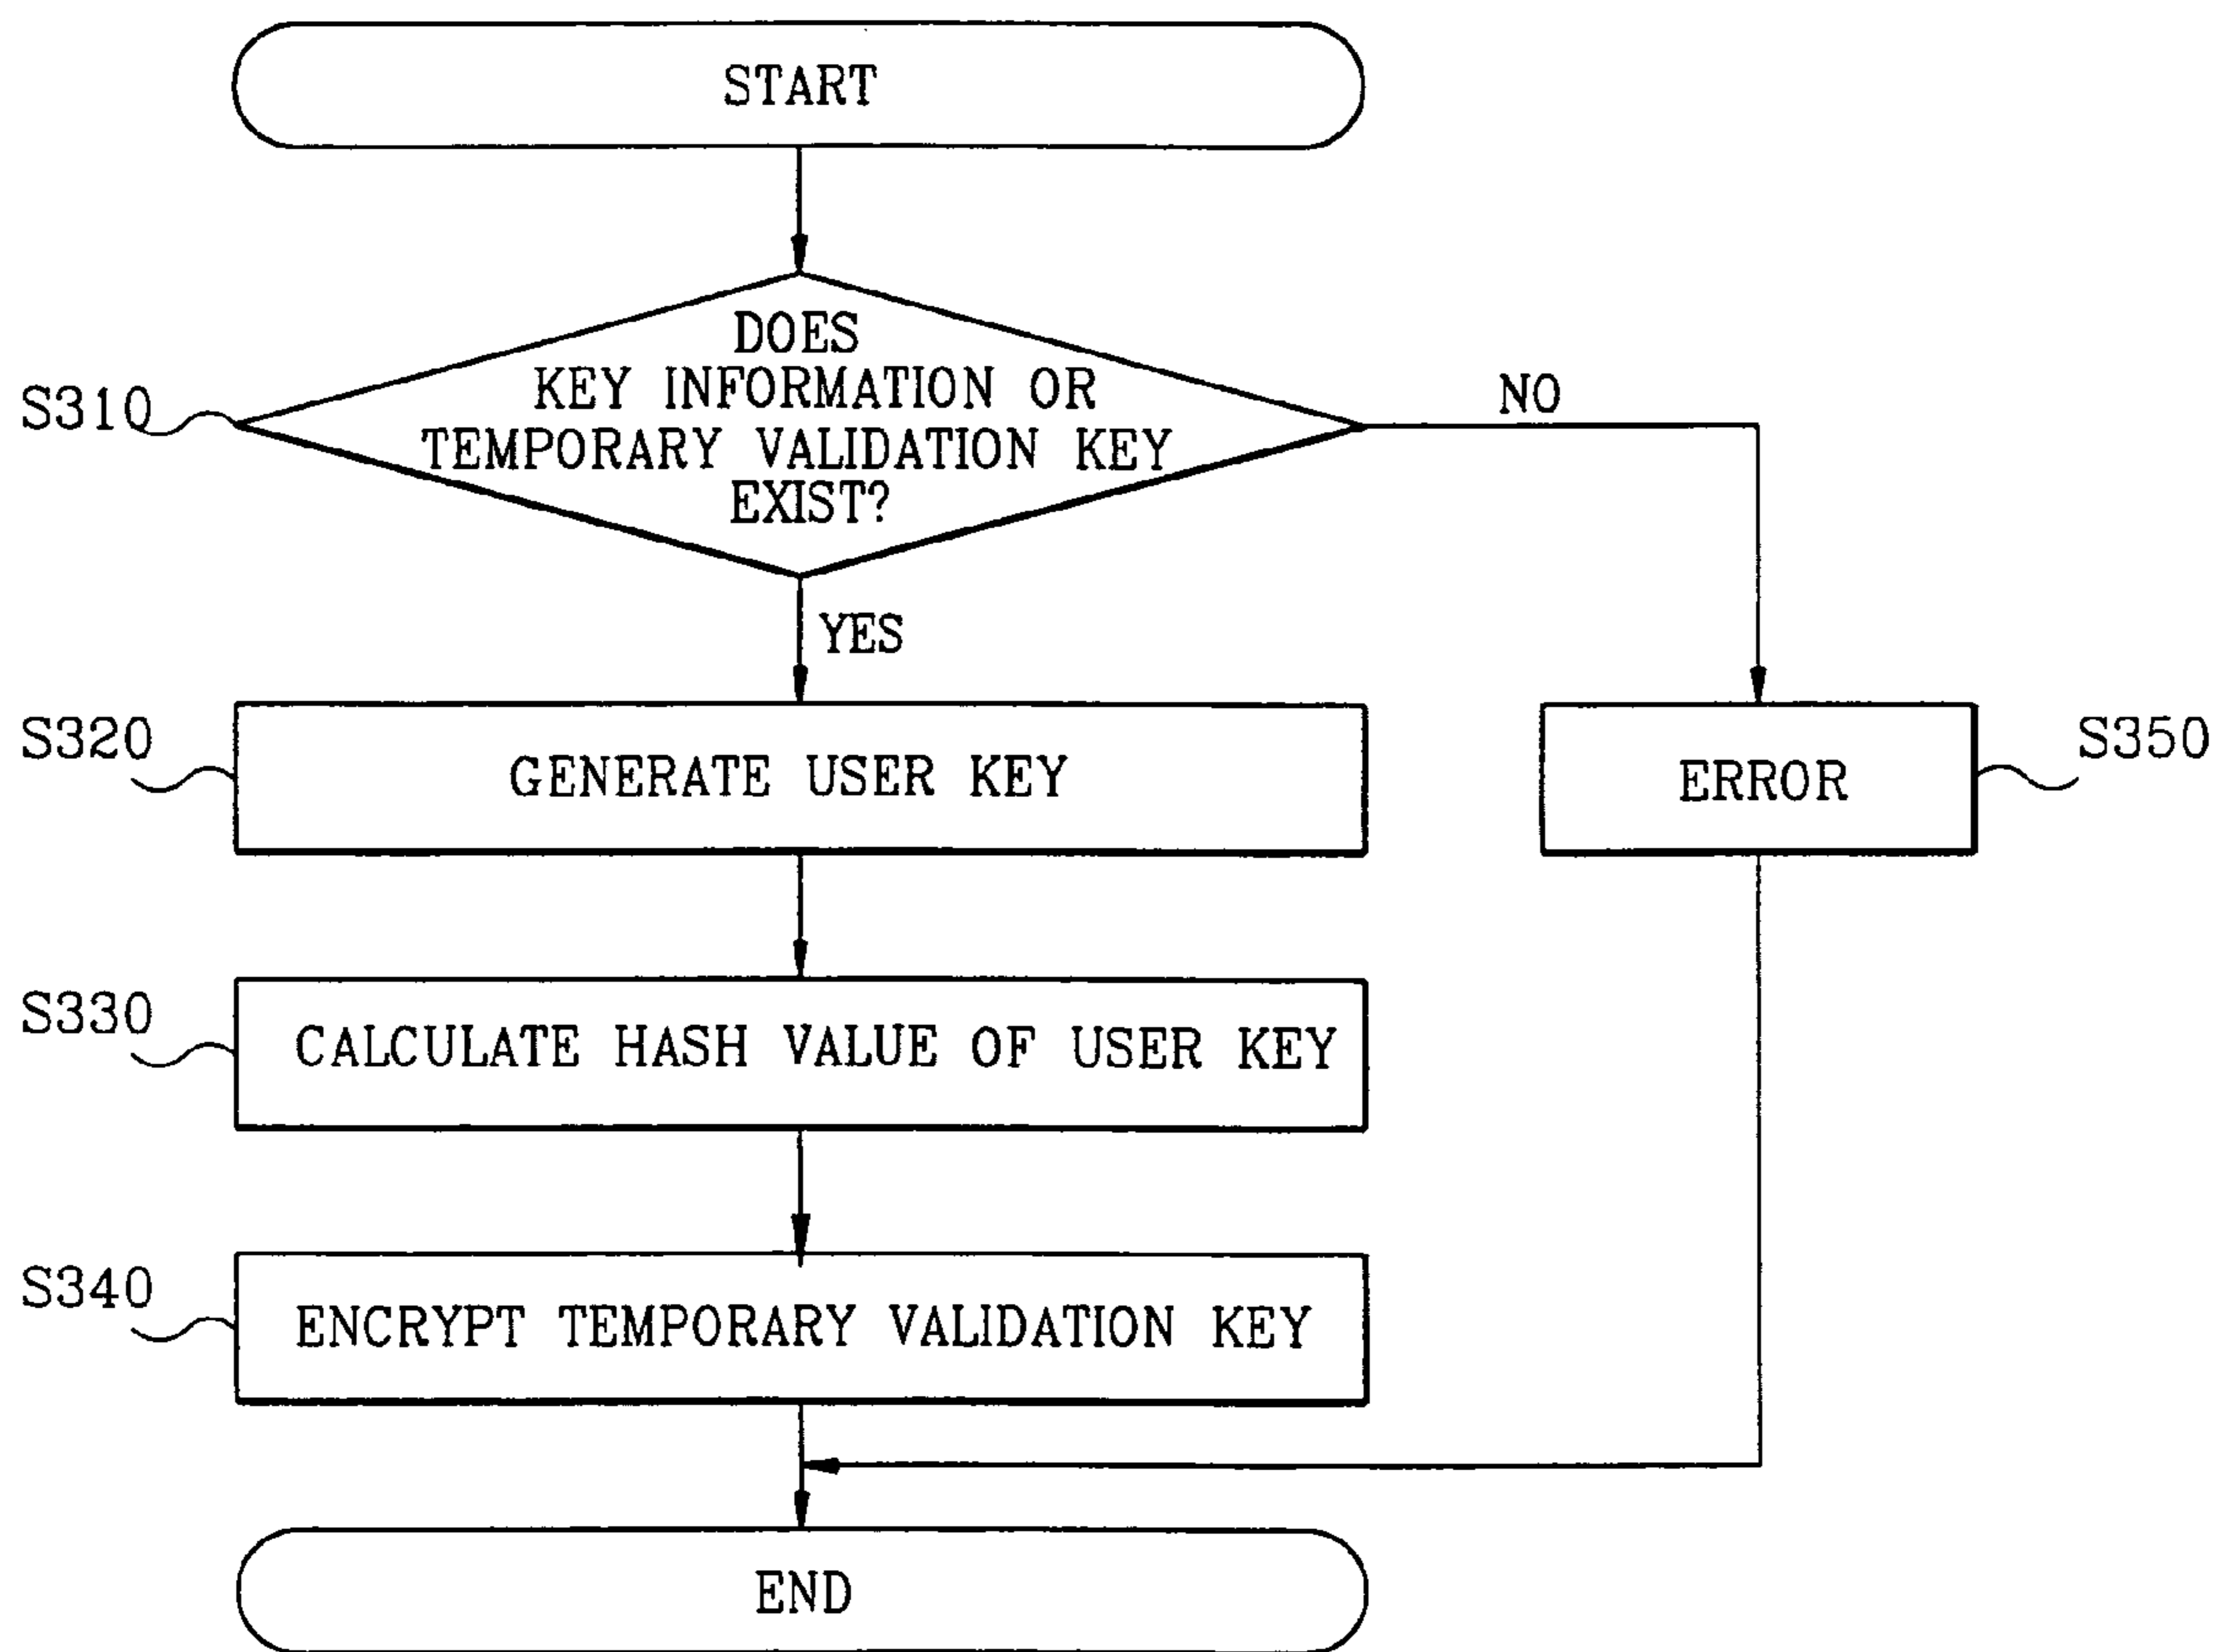 START
DOES
KEY INFORMATION OR
TEMPORARY VALIDATION KEY
EXIST?
S310
NO
YES
S320
GENERATE USER KEY
ERROR
S350
S330
CALCULATE HASH VALUE OF USER KEY
S340
ENCRYPT TEMPORARY VALIDATION KEY
END